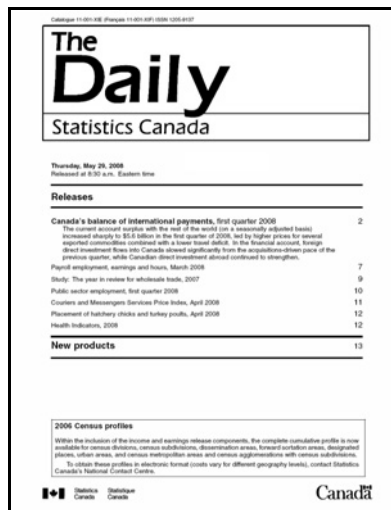 Catalogue 11-001-XIE (Français 11-001-XIF) ISSN 1205-9137
The
Daily
Statistics Canada
Thursday, May 29, 2008
Released at 8:30 a.m. Eastern time
Releases
Canada's balance of international payments, first quarter 2008 2
The current account surplus with the rest of the world (on a seasonally adjusted basis)
increased sharply to $5.6 billion in the first quarter of 2008, led by higher prices for several
exported commodities combined with a lower travel deficit. In the financial account, foreign
direct investment flows into Canada slowed significantly from the acquisitions-driven pace of the
previous quarter, while Canadian direct investment abroad continued to strengthen.
Payroll employment, earnings and hours, March 2008 7
Study: The year in review for wholesale trade, 2007 9
Public sector employment, first quarter 2008 10
Couriers and Messengers Services Price Index, April 2008 11
Placement of hatchery chicks and turkey poults, April 2008 12
Health Indicators, 2008 12
New products 13
2006 Census profiles
Within the inclusion of the income and earnings release components, the complete cumulative profile is now
available for census divisions, census subdivisions, dissemination areas, forward sortation areas, designated
places, urban areas, and census metropolitan areas and census agglomerations with census subdivisions.
To obtain these profiles in electronic format (costs vary for different geography levels), contact Statistics
Canada's National Contact Centre.
Statistics Statistique
Canada Canada
Canada